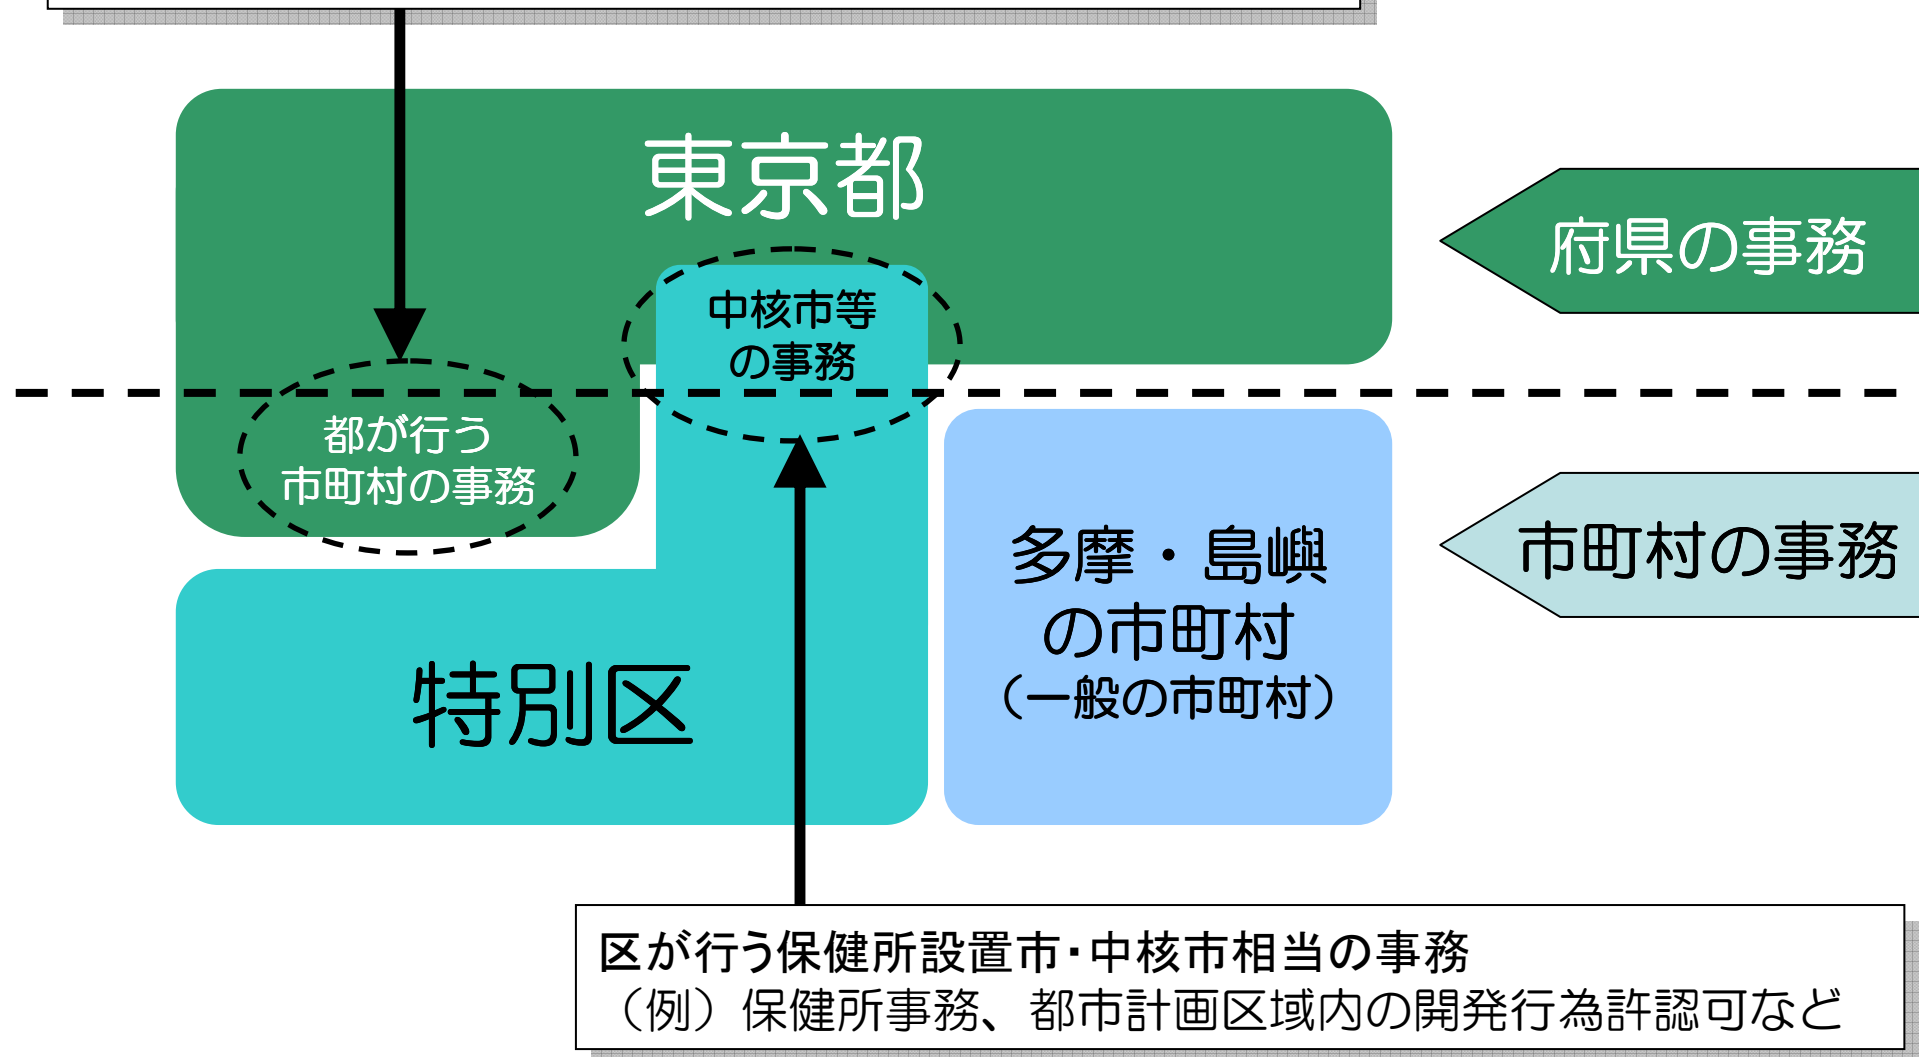 東京都
府県の事務
中核市等
の事務
都が行う
市町村の事務
市町村の事務
多摩・島嶼
の市町村
（一般の市町村）
特別区
区が行う保健所設置市・中核市相当の事務
（例）保健所事務、都市計画区域内の開発行為許認可など